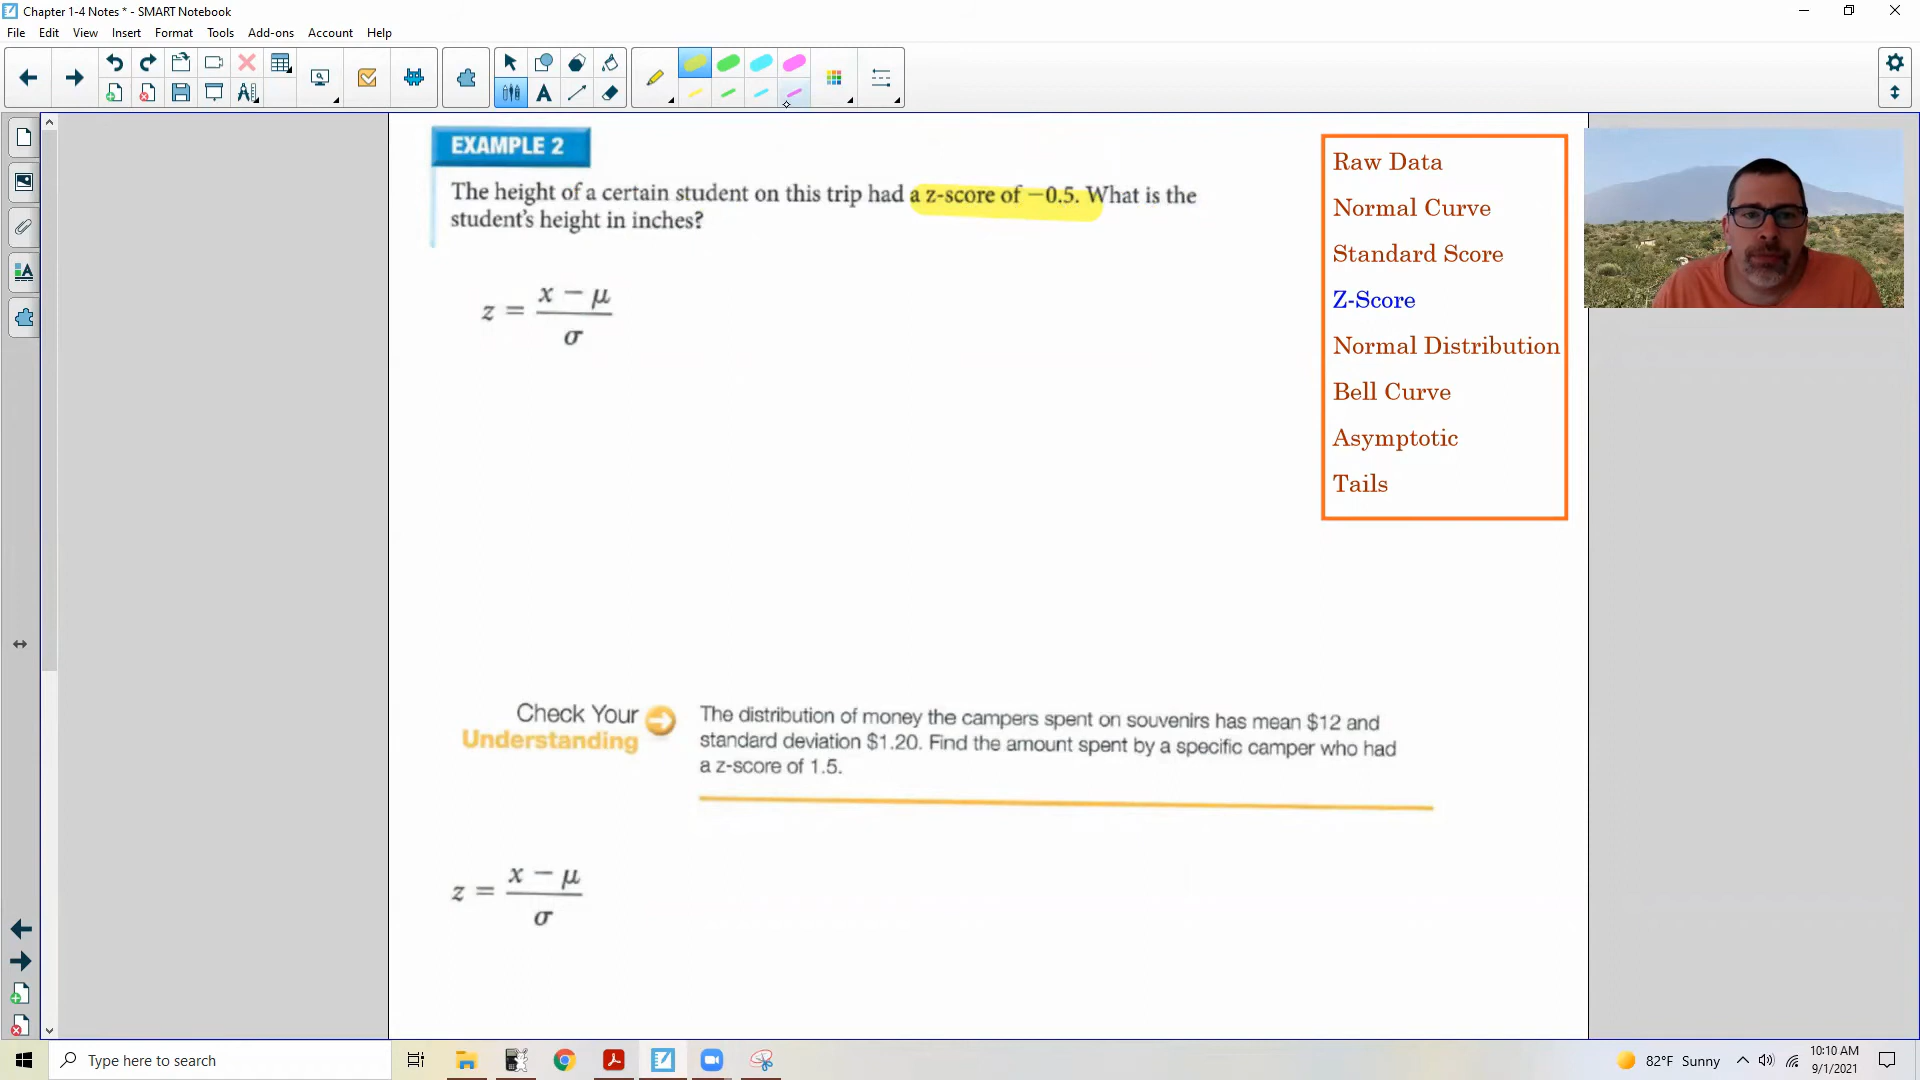 Chapter 1-4 Notes * - SMART Notebook
File Edit View Insert Format Tools Add-ons Account Help
EXAMPLE 2
The height of a certain student on this trip had a z-score of −0.5. What is the
student's height in inches?
z = x − μ
σ
Raw Data
Normal Curve
Standard Score
Z-Score
Normal Distribution
Bell Curve
Asymptotic
Tails
Check Your
Understanding
The distribution of money the campers spent on souvenirs has mean $12 and
standard deviation $1.20. Find the amount spent by a specific camper who had
a z-score of 1.5.
z = x − μ
σ
Type here to search
82°F Sunny
10:10 AM
9/1/2021